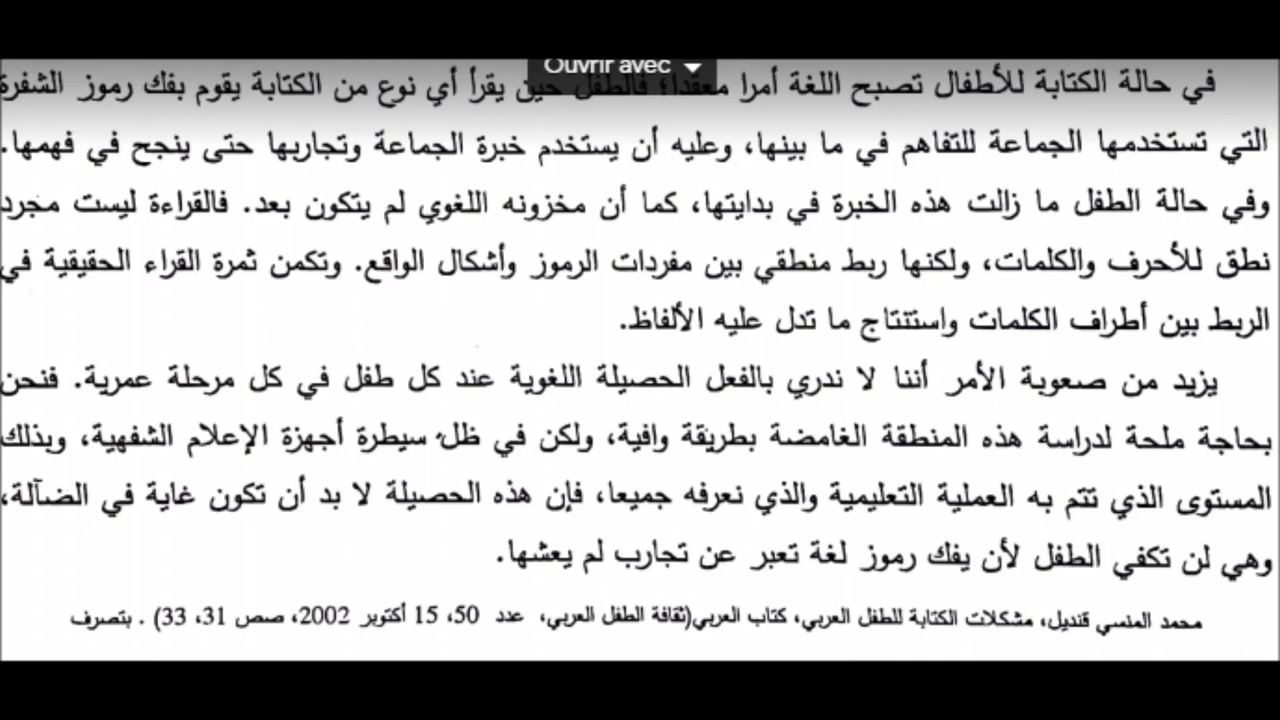 Ouvrir avec
في حالة الكتابة للأطفال تصبح اللغة أمرا معقدا؛ فالطفل حين يقرأ أي نوع من الكتابة يقوم بفك رموز الشفرة
التي تستخدمها الجماعة للتفاهم في ما بينها، وعليه أن يستخدم خبرة الجماعة وتجاربها حتى ينجح في فهمها.
وفي حالة الطفل ما زالت هذه الخبرة في بدايتها، كما أن مخزونه اللغوي لم يتكون بعد. فالقراءة ليست مجرد
نطق للأحرف والكلمات، ولكنها ربط منطقي بين مفردات الرموز وأشكال الواقع. وتكمن ثمرة القراء الحقيقية في
الربط بين أطراف الكلمات واستنتاج ما تدل عليه الألفاظ.
يزيد من صعوبة الأمر أننا لا ندري بالفعل الحصيلة اللغوية عند كل طفل في كل مرحلة عمرية. فنحن
بحاجة ملحة لدراسة هذه المنطقة الغامضة بطريقة وافية، ولكن في ظل سيطرة أجهزة الإعلام الشفهية، وبذلك
المستوى الذي تتم به العملية التعليمية والذي نعرفه جميعا، فإن هذه الحصيلة لا بد أن تكون غاية في الضآلة،
وهي لن تكفي الطفل لأن يفك رموز لغة تعبر عن تجارب لم يعشها.
محمد المنسي قنديل، مشكلات الكتابة للطفل العربي، كتاب العربي(ثقافة الطفل العربي، عدد 50، 15 أكتوبر 2002، صص 31، 33) . بتصرف